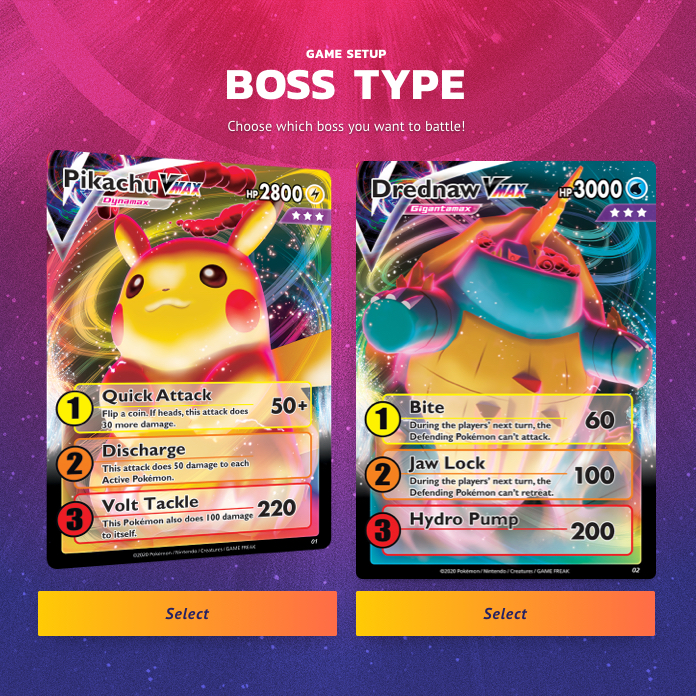 GAME SETUP
BOSS TYPE
Choose which boss you want to battle!
Pikachu VMAX
HP 2800
Dynamax
1
Quick Attack
50+
Flip a coin. If heads, this attack does
30 more damage.
2
Discharge
This attack does 50 damage to each
Active Pokémon.
3
Volt Tackle
220
This Pokémon also does 100 damage
to itself.
01
©2020 Pokémon / Nintendo / Creatures / GAME FREAK
Select
Drednaw VMAX
HP 3000
Gigantamax
1
Bite
60
During the players' next turn, the
Defending Pokémon can't attack.
2
Jaw Lock
100
During the players' next turn, the
Defending Pokémon can't retreat.
3
Hydro Pump
200
©2020 Pokémon / Nintendo / Creatures / GAME FREAK
02
Select